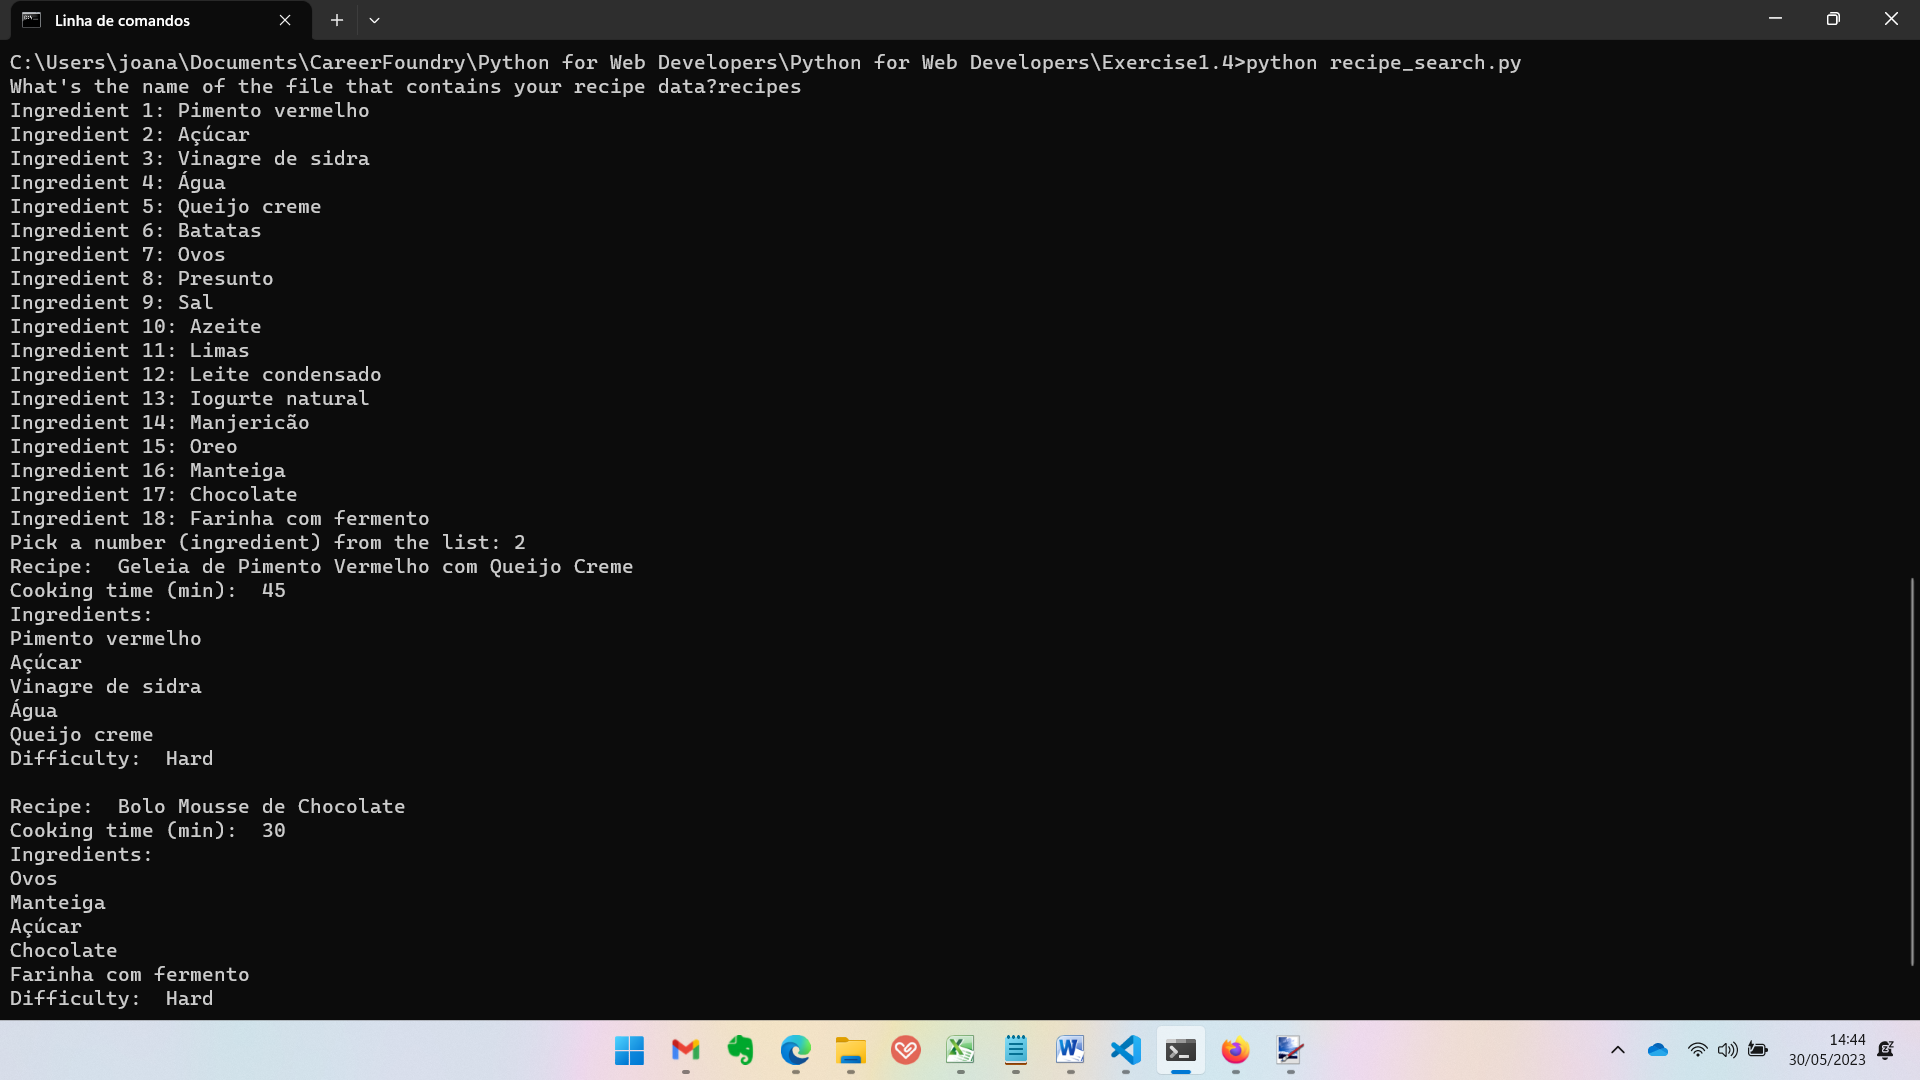 Linha de comandos
C:\Users\joana\Documents\CareerFoundry\Python for Web Developers\Python for Web Developers\Exercise1.4>python recipe_search.py
What's the name of the file that contains your recipe data?recipes
Ingredient 1: Pimento vermelho
Ingredient 2: Açúcar
Ingredient 3: Vinagre de sidra
Ingredient 4: Água
Ingredient 5: Queijo creme
Ingredient 6: Batatas
Ingredient 7: Ovos
Ingredient 8: Presunto
Ingredient 9: Sal
Ingredient 10: Azeite
Ingredient 11: Limas
Ingredient 12: Leite condensado
Ingredient 13: Iogurte natural
Ingredient 14: Manjericão
Ingredient 15: Oreo
Ingredient 16: Manteiga
Ingredient 17: Chocolate
Ingredient 18: Farinha com fermento
Pick a number (ingredient) from the list: 2
Recipe:  Geleia de Pimento Vermelho com Queijo Creme
Cooking time (min):  45
Ingredients:
Pimento vermelho
Açúcar
Vinagre de sidra
Água
Queijo creme
Difficulty:  Hard
Recipe:  Bolo Mousse de Chocolate
Cooking time (min):  30
Ingredients:
Ovos
Manteiga
Açúcar
Chocolate
Farinha com fermento
Difficulty:  Hard
14:44
30/05/2023